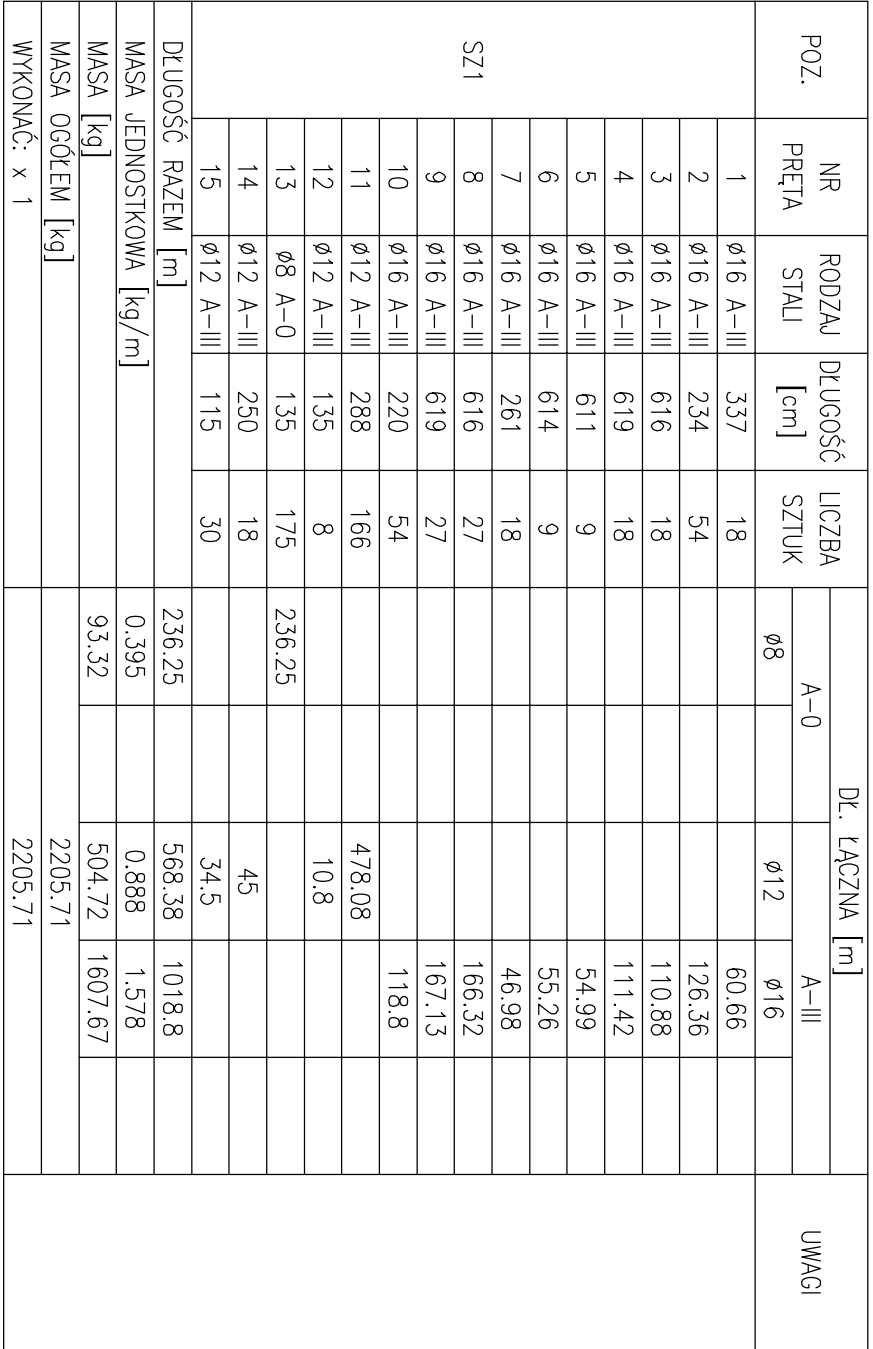 POZ. NR PRĘTA RODZAJ STALI DŁUGOŚĆ [cm] LICZBA SZTUK DŁ. ŁĄCZNA [m] UWAGI
A-0 A-III
ø8 ø12 ø16
SZ1
1 ø16 A-III 337 18 60.66
2 ø16 A-III 234 54 126.36
3 ø16 A-III 616 18 110.88
4 ø16 A-III 619 18 111.42
5 ø16 A-III 611 9 54.99
6 ø16 A-III 614 9 55.26
7 ø16 A-III 261 18 46.98
8 ø16 A-III 616 27 166.32
9 ø16 A-III 619 27 167.13
10 ø16 A-III 220 54 118.8
11 ø12 A-III 288 166 478.08
12 ø12 A-III 135 8 10.8
13 ø8 A-0 135 175 236.25
14 ø12 A-III 250 18 45
15 ø12 A-III 115 30 34.5
DŁUGOŚĆ RAZEM [m] 236.25 568.38 1018.8
MASA JEDNOSTKOWA [kg/m] 0.395 0.888 1.578
MASA [kg] 93.32 504.72 1607.67
MASA OGÓŁEM [kg] 2205.71
WYKONAĆ: x 1 2205.71